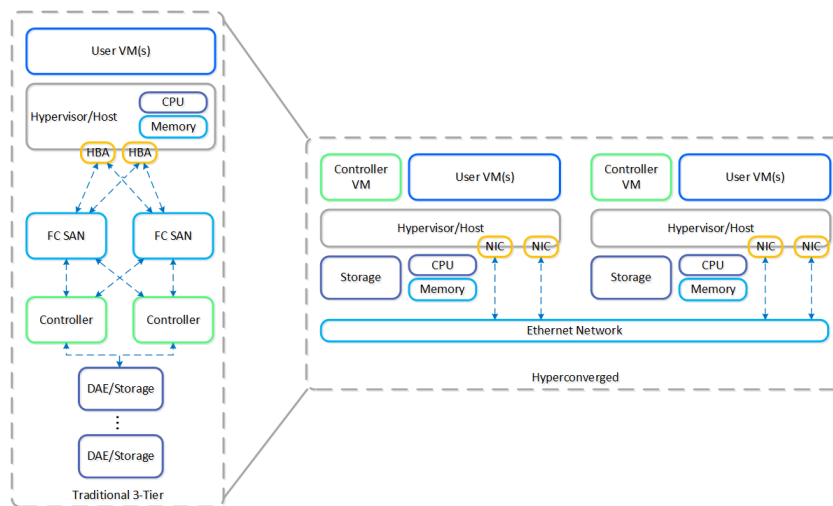 User VM(s)
Hypervisor/Host
CPU
Memory
HBA
HBA
FC SAN
FC SAN
Controller
Controller
DAE/Storage
DAE/Storage
Traditional 3-Tier
Controller
VM
User VM(s)
Hypervisor/Host
NIC
NIC
Storage
CPU
Memory
Controller
VM
User VM(s)
Hypervisor/Host
NIC
NIC
Storage
CPU
Memory
Ethernet Network
Hyperconverged